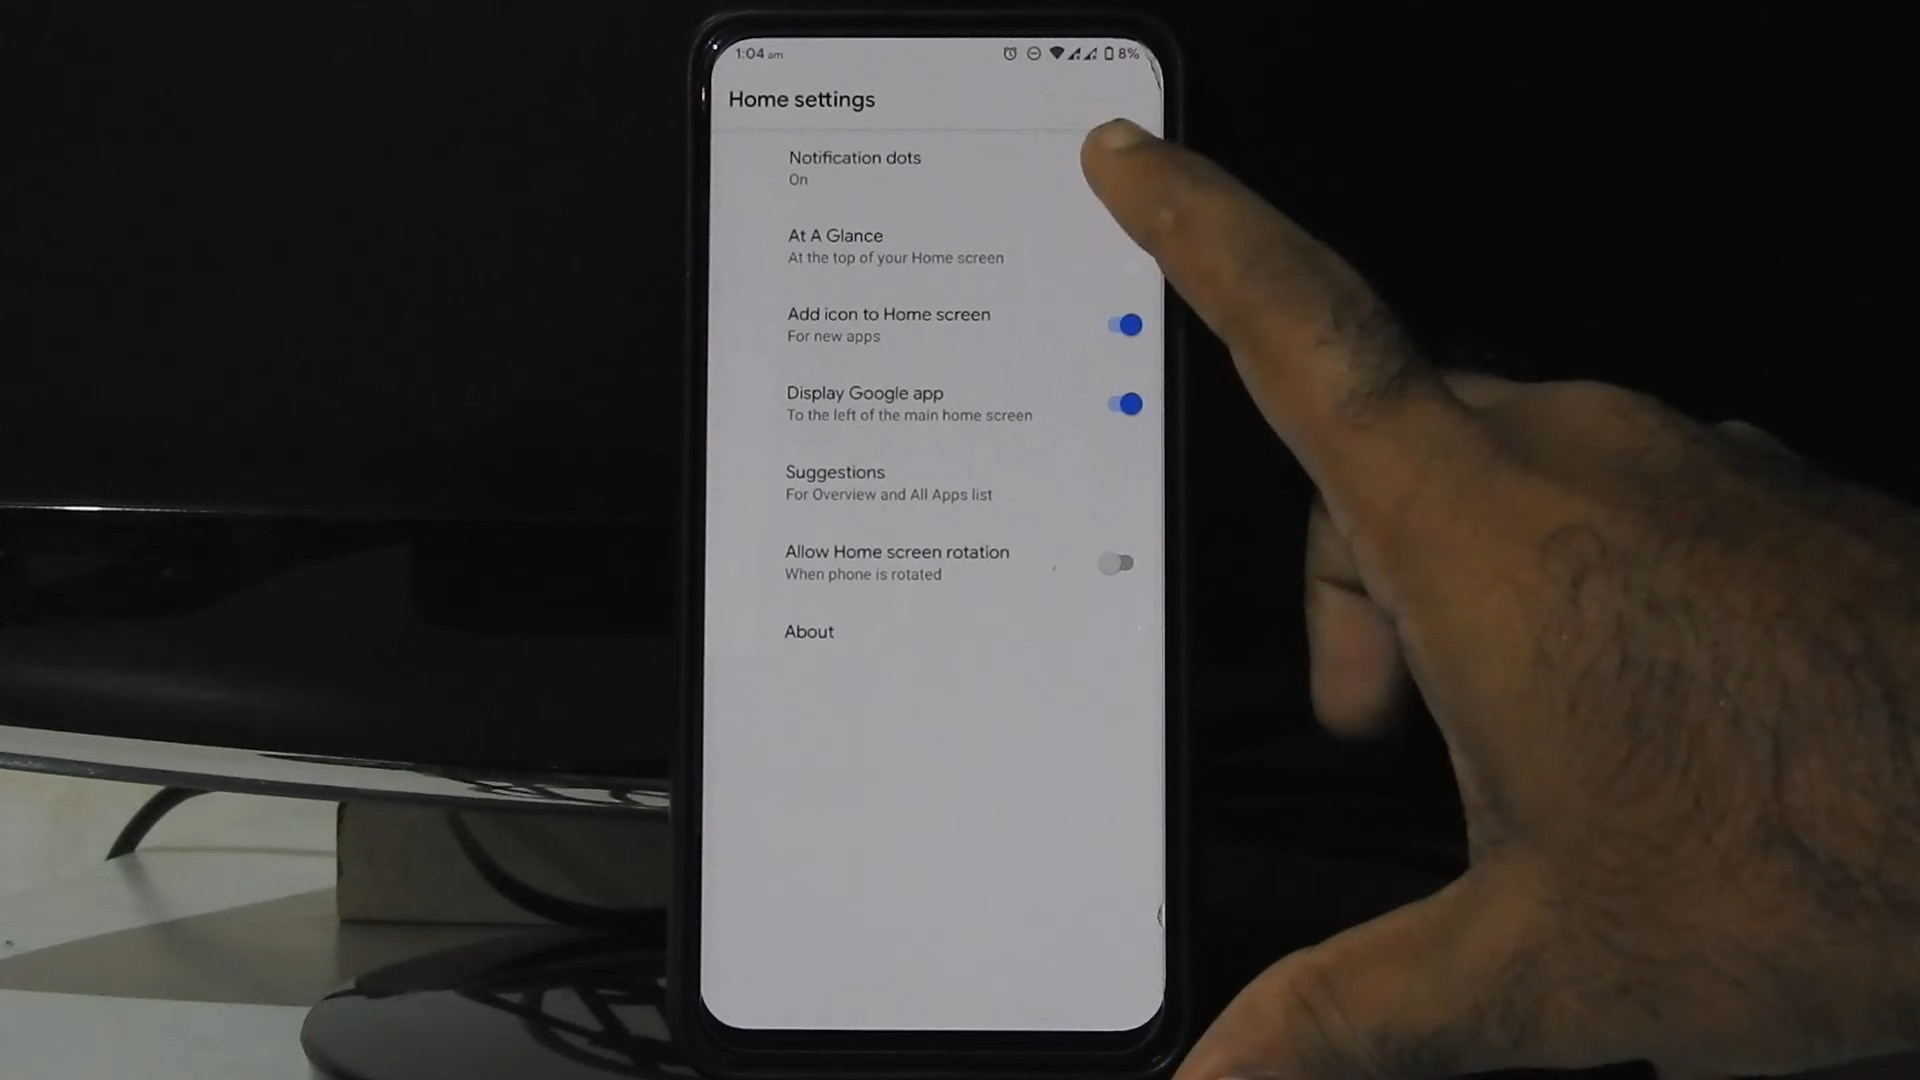 1:04 am 8%
Home settings
Notification dots
On
At A Glance
At the top of your Home screen
Add icon to Home screen
For new apps
Display Google app
To the left of the main home screen
Suggestions
For Overview and All Apps list
Allow Home screen rotation
When phone is rotated
About